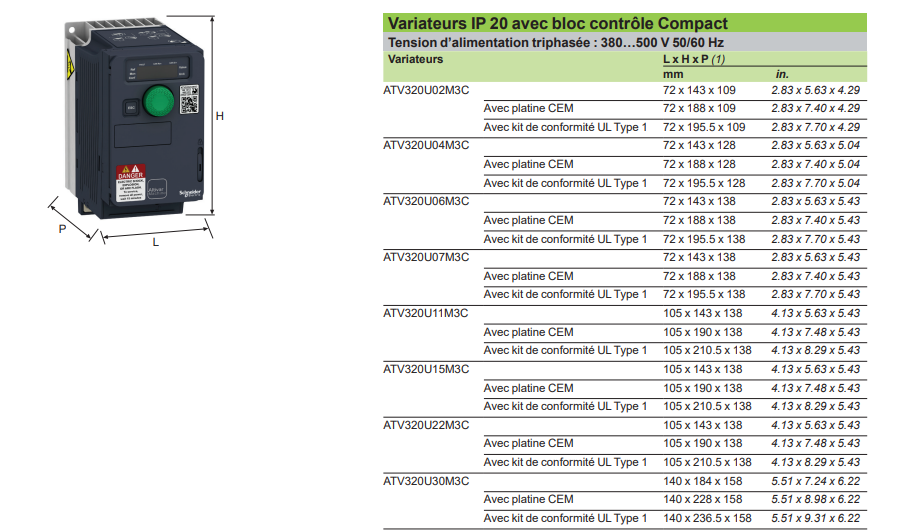 Variateurs IP 20 avec bloc contrôle Compact
Tension d'alimentation triphasée : 380…500 V 50/60 Hz
Variateurs L x H x P (1)
mm in.
ATV320U02M3C 72 x 143 x 109 2.83 x 5.63 x 4.29
Avec platine CEM 72 x 188 x 109 2.83 x 7.40 x 4.29
Avec kit de conformité UL Type 1 72 x 195.5 x 109 2.83 x 7.70 x 4.29
ATV320U04M3C 72 x 143 x 128 2.83 x 5.63 x 5.04
Avec platine CEM 72 x 188 x 128 2.83 x 7.40 x 5.04
Avec kit de conformité UL Type 1 72 x 195.5 x 128 2.83 x 7.70 x 5.04
ATV320U06M3C 72 x 143 x 138 2.83 x 5.63 x 5.43
Avec platine CEM 72 x 188 x 138 2.83 x 7.40 x 5.43
Avec kit de conformité UL Type 1 72 x 195.5 x 138 2.83 x 7.70 x 5.43
ATV320U07M3C 72 x 143 x 138 2.83 x 5.63 x 5.43
Avec platine CEM 72 x 188 x 138 2.83 x 7.40 x 5.43
Avec kit de conformité UL Type 1 72 x 195.5 x 138 2.83 x 7.70 x 5.43
ATV320U11M3C 105 x 143 x 138 4.13 x 5.63 x 5.43
Avec platine CEM 105 x 190 x 138 4.13 x 7.48 x 5.43
Avec kit de conformité UL Type 1 105 x 210.5 x 138 4.13 x 8.29 x 5.43
ATV320U15M3C 105 x 143 x 138 4.13 x 5.63 x 5.43
Avec platine CEM 105 x 190 x 138 4.13 x 7.48 x 5.43
Avec kit de conformité UL Type 1 105 x 210.5 x 138 4.13 x 8.29 x 5.43
ATV320U22M3C 105 x 143 x 138 4.13 x 5.63 x 5.43
Avec platine CEM 105 x 190 x 138 4.13 x 7.48 x 5.43
Avec kit de conformité UL Type 1 105 x 210.5 x 138 4.13 x 8.29 x 5.43
ATV320U30M3C 140 x 184 x 158 5.51 x 7.24 x 6.22
Avec platine CEM 140 x 228 x 158 5.51 x 8.98 x 6.22
Avec kit de conformité UL Type 1 140 x 236.5 x 158 5.51 x 9.31 x 6.22
H
DANGER
Schneider
P
L